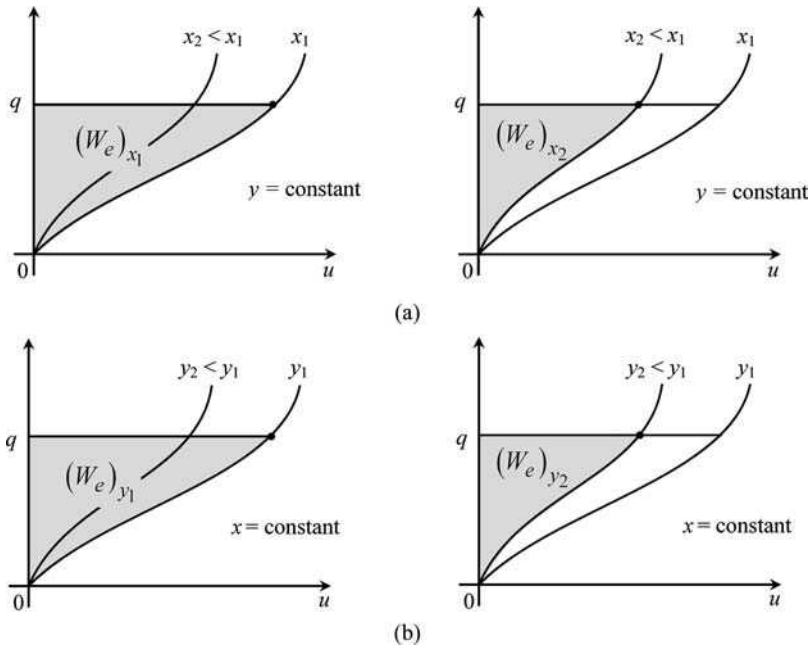 x₂ < x₁ x₁
q
(Wₑ)ₓ₁
y = constant
0 u
x₂ < x₁ x₁
q
(Wₑ)ₓ₂
y = constant
0 u
(a)
y₂ < y₁ y₁
q
(Wₑ)y₁
x = constant
0 u
y₂ < y₁ y₁
q
(Wₑ)y₂
x = constant
0 u
(b)